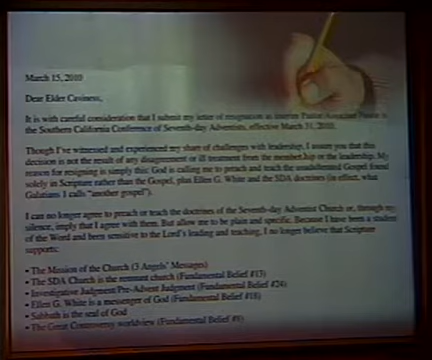 March 15, 2010
Dear Elder Caviness,
It is with careful consideration that I submit my letter of resignation as Interim Pastor/Associate Pastor in
the Southern California Conference of Seventh-day Adventists, effective March 31, 2010.
Though I've witnessed and experienced my share of challenges with leadership, I assure you that this
decision is not the result of any disagreement or ill treatment from the membership or the leadership. My
reason for resigning is simply this: God is calling me to preach and teach the unadulterated Gospel found
solely in Scripture rather than the Gospel, plus Ellen G. White and the SDA doctrines (in effect, what
Galatians 1 calls "another gospel").
I can no longer agree to preach or teach the doctrines of the Seventh-day Adventist Church or, through my
silence, imply that I agree with them. But allow me to be plain and specific. Because I have been a student
of the Word and been sensitive to the Lord's leading and teaching, I no longer believe that Scripture
supports:
• The Mission of the Church (3 Angels' Messages)
• The SDA Church is the remnant church (Fundamental Belief #13)
• Investigative Judgment/Pre-Advent Judgment (Fundamental Belief #24)
• Ellen G. White is a messenger of God (Fundamental Belief #18)
• Sabbath is the seal of God
• The Great Controversy worldview (Fundamental Belief #8)